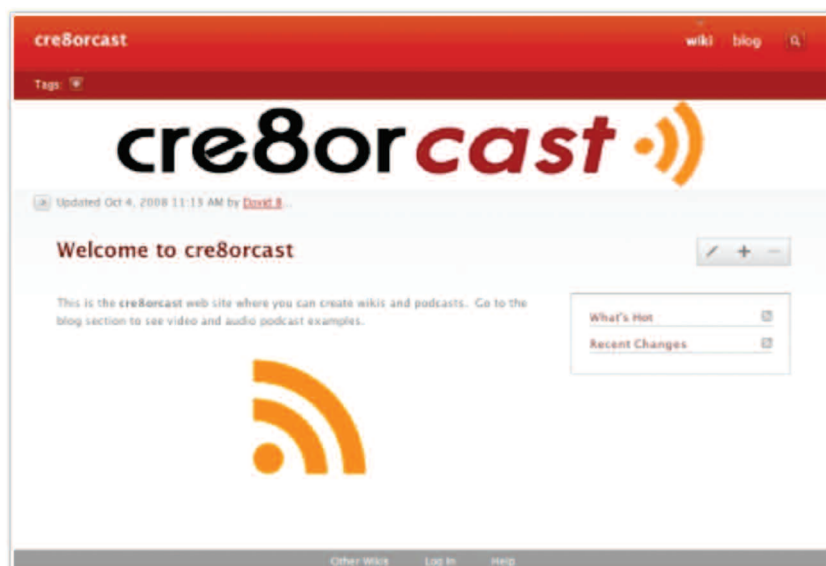 cre8orcast
wiki blog
Tags:
cre8orcast
Updated Oct 4, 2008 11:13 AM by David B...
Welcome to cre8orcast
This is the cre8orcast web site where you can create wikis and podcasts. Go to the
blog section to see video and audio podcast examples.
What's Hot
Recent Changes
Other Wikis Log In Help